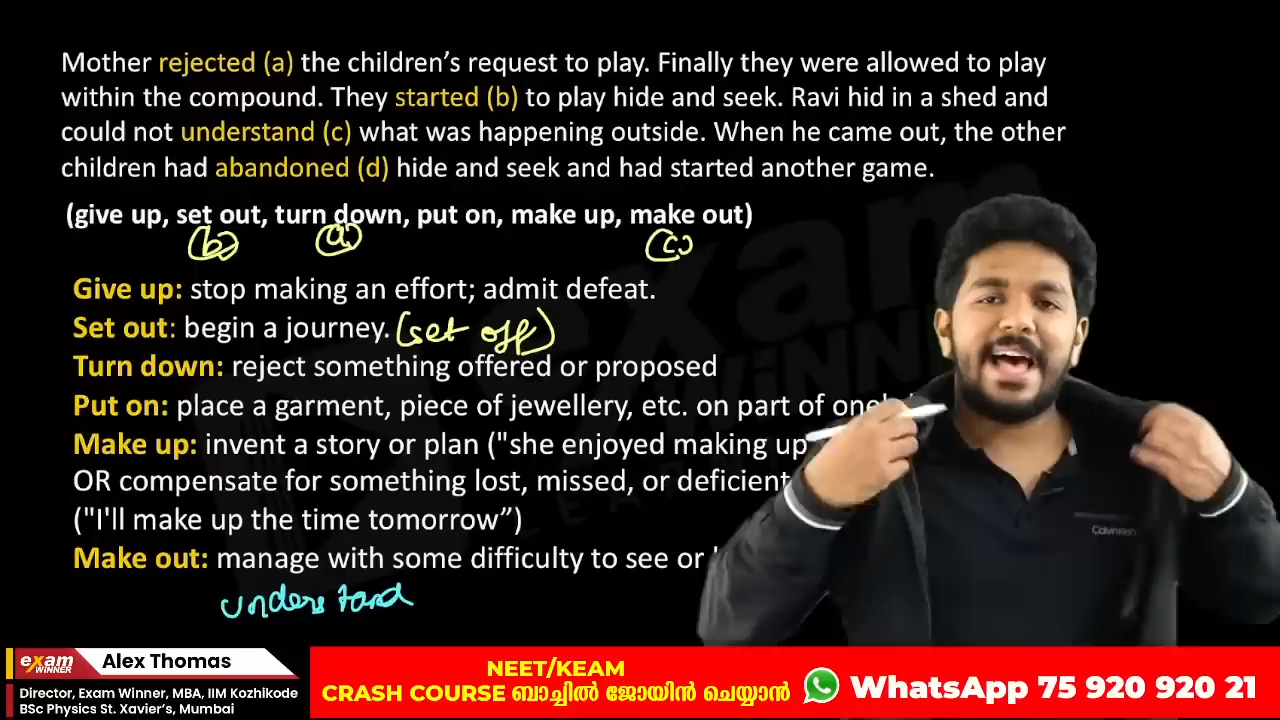 Mother rejected (a) the children’s request to play. Finally they were allowed to play
within the compound. They started (b) to play hide and seek. Ravi hid in a shed and
could not understand (c) what was happening outside. When he came out, the other
children had abandoned (d) hide and seek and had started another game.
(give up, set out, turn down, put on, make up, make out)
(b) (a) (c)
Give up: stop making an effort; admit defeat.
Set out: begin a journey. (set off)
Turn down: reject something offered or proposed
Put on: place a garment, piece of jewellery, etc. on part of
Make up: invent a story or plan ("she enjoyed making up
OR compensate for something lost, missed, or deficient
("I'll make up the time tomorrow”)
Make out: manage with some difficulty to see or
understand
Calvin Klein
exam
WiNNER
Alex Thomas
Director, Exam Winner, MBA, IIM Kozhikode
BSc Physics St. Xavier’s, Mumbai
NEET/KEAM
CRASH COURSE ബാച്ചിൽ ജോയിൻ ചെയ്യാൻ
WhatsApp 75 920 920 21